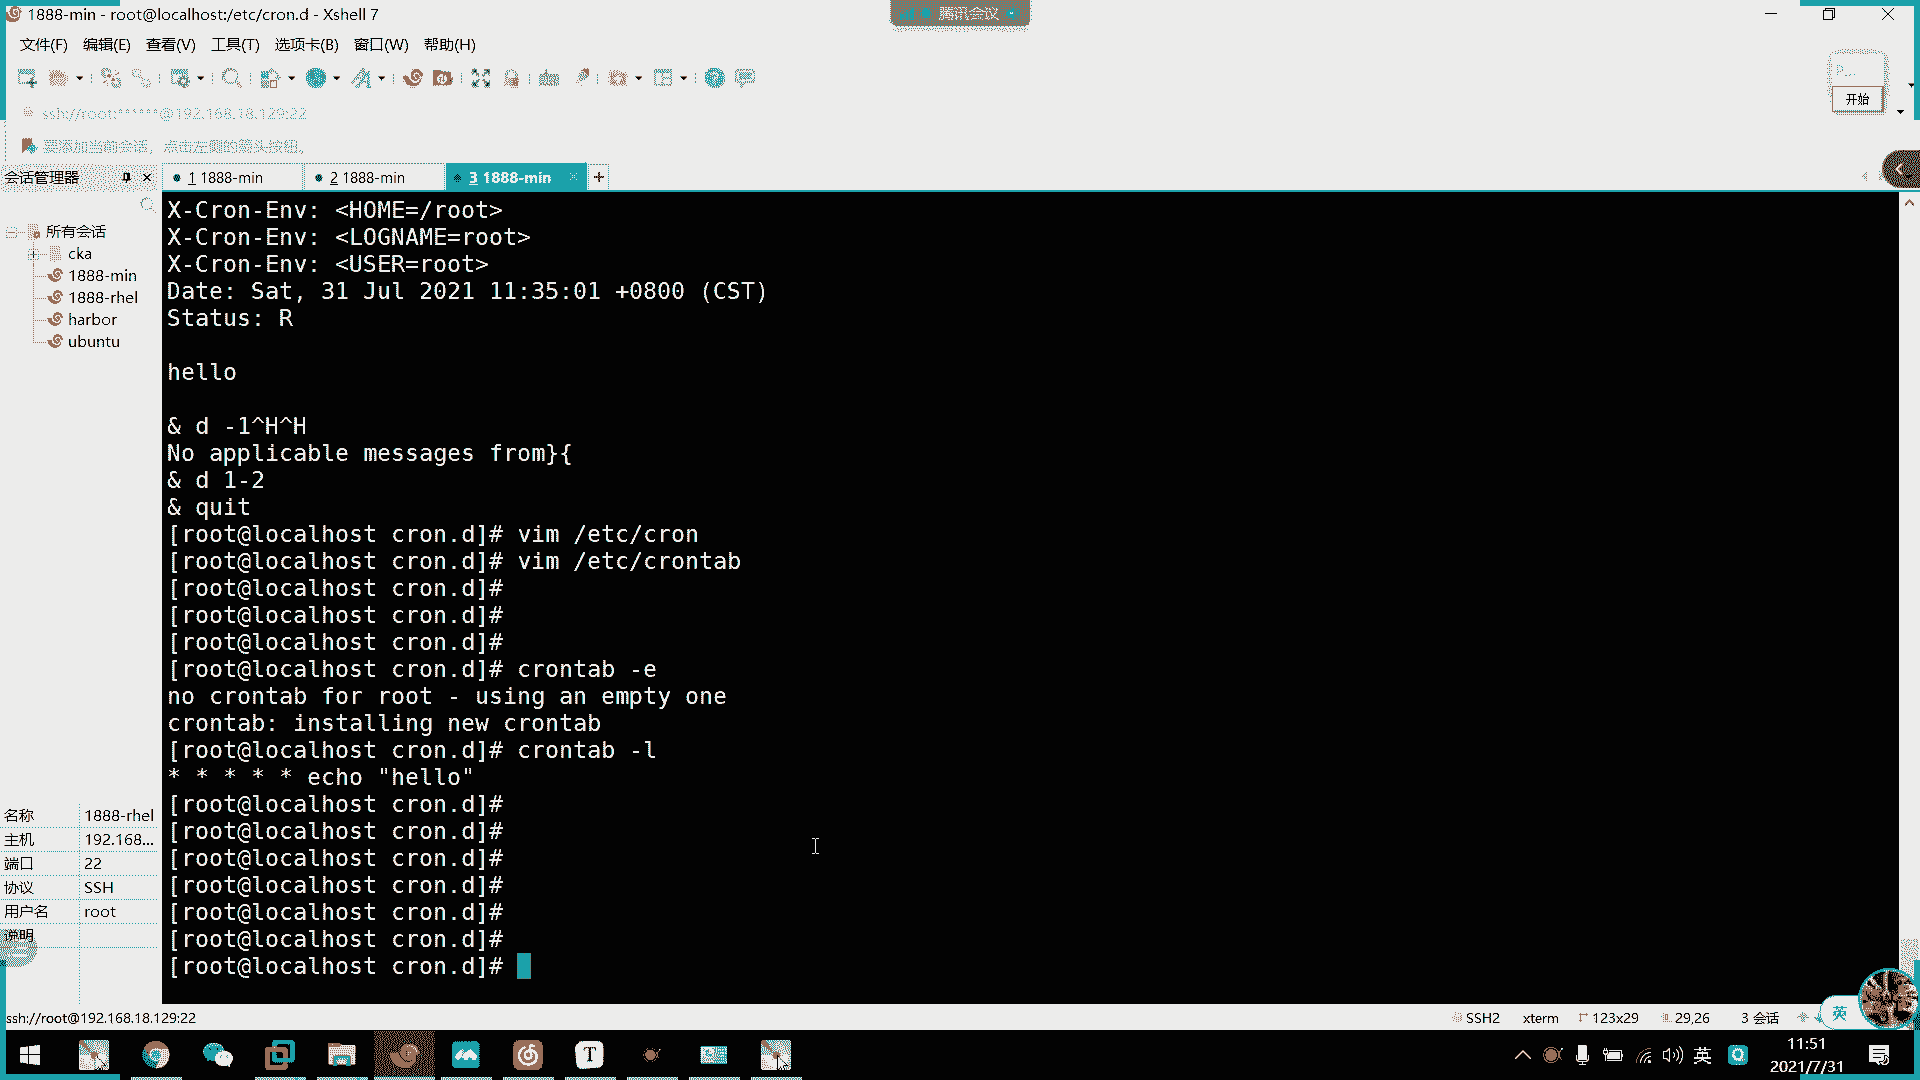 1888-min - root@localhost:/etc/cron.d - Xshell 7
腾讯会议
文件(F) 编辑(E) 查看(V) 工具(T) 选项卡(B) 窗口(W) 帮助(H)
开始
ssh://root:******@192.168.18.129:22
要添加当前会话，点击左侧的箭头按钮。
会话管理器
1 1888-min
2 1888-min
3 1888-min
所有会话
cka
1888-min
1888-rhel
harbor
ubuntu
X-Cron-Env: <HOME=/root>
X-Cron-Env: <LOGNAME=root>
X-Cron-Env: <USER=root>
Date: Sat, 31 Jul 2021 11:35:01 +0800 (CST)
Status: R
hello
& d -1^H^H
No applicable messages from}{
& d 1-2
& quit
[root@localhost cron.d]# vim /etc/cron
[root@localhost cron.d]# vim /etc/crontab
[root@localhost cron.d]#
[root@localhost cron.d]#
[root@localhost cron.d]#
[root@localhost cron.d]# crontab -e
no crontab for root - using an empty one
crontab: installing new crontab
[root@localhost cron.d]# crontab -l
* * * * * echo "hello"
[root@localhost cron.d]#
[root@localhost cron.d]#
[root@localhost cron.d]#
[root@localhost cron.d]#
[root@localhost cron.d]#
[root@localhost cron.d]#
[root@localhost cron.d]#
名称 1888-rhel
主机 192.168...
端口 22
协议 SSH
用户名 root
说明
ssh://root@192.168.18.129:22
SSH2 xterm 123x29 29,26 3 会话
英
英
11:51
2021/7/31